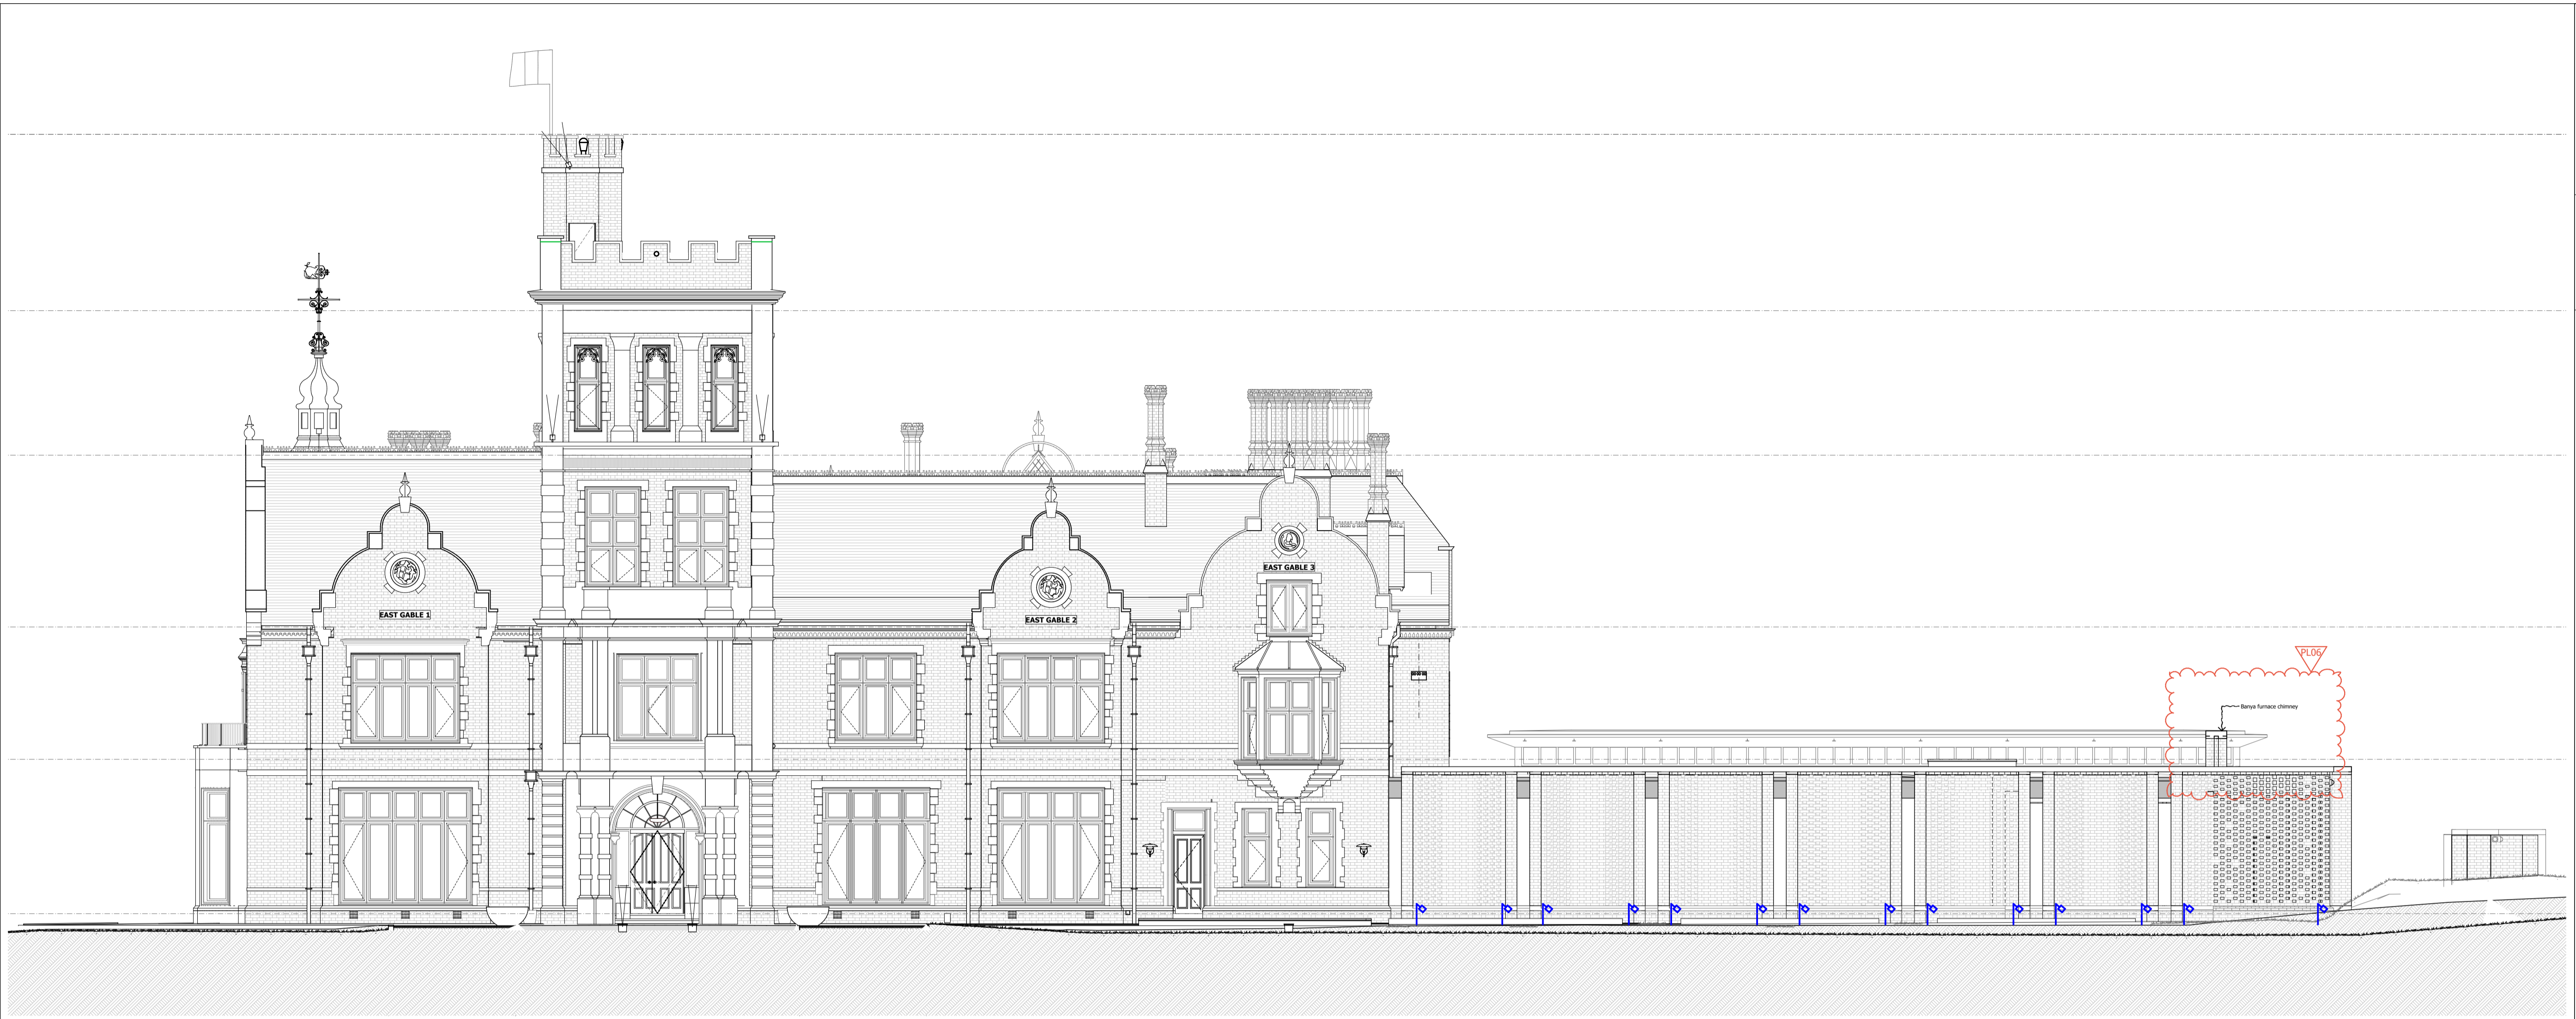 EAST GABLE 3
EAST GABLE 1
EAST GABLE 2
PL06
Banya furnace chimney